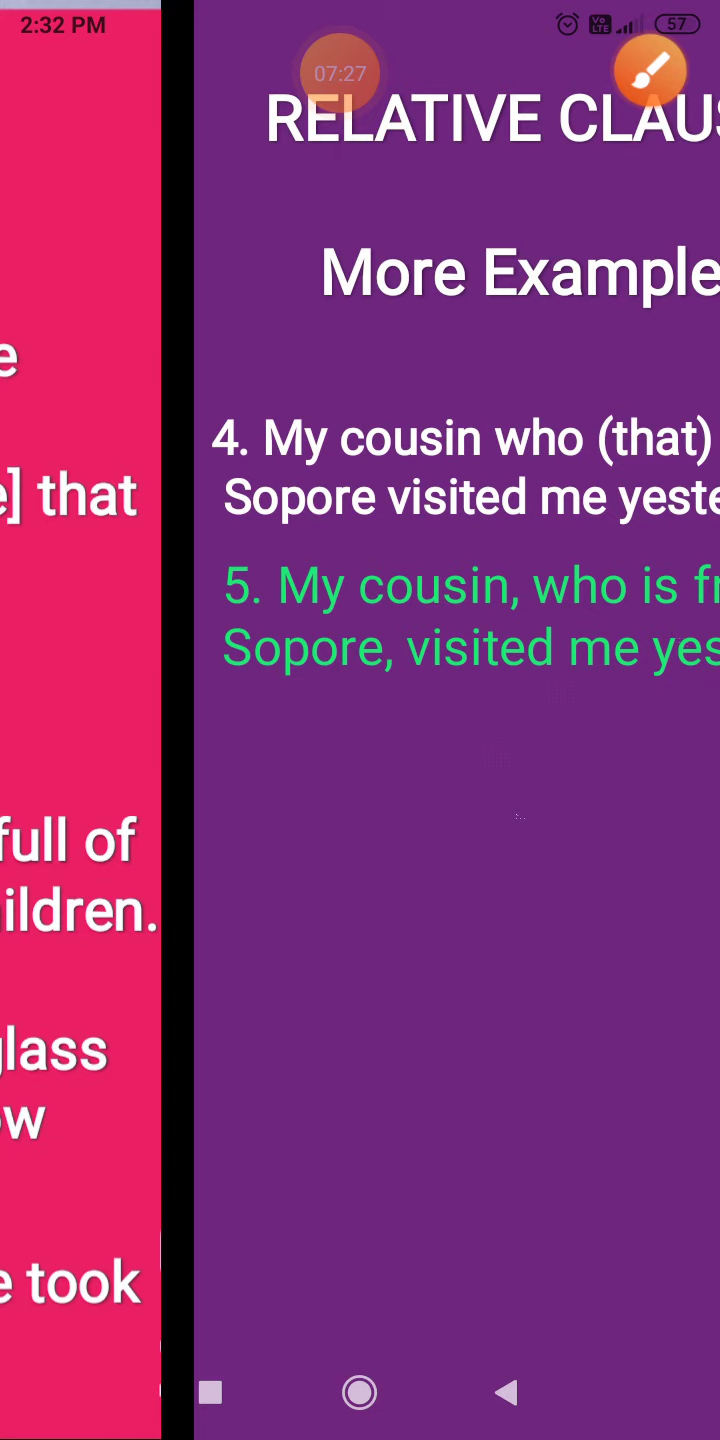 2:32 PM
57
07:27
e
e] that
full of
ildren.
glass
ow
e took
RELATIVE CLAUS
More Example
4. My cousin who (that)
Sopore visited me yeste
5. My cousin, who is fr
Sopore, visited me yes